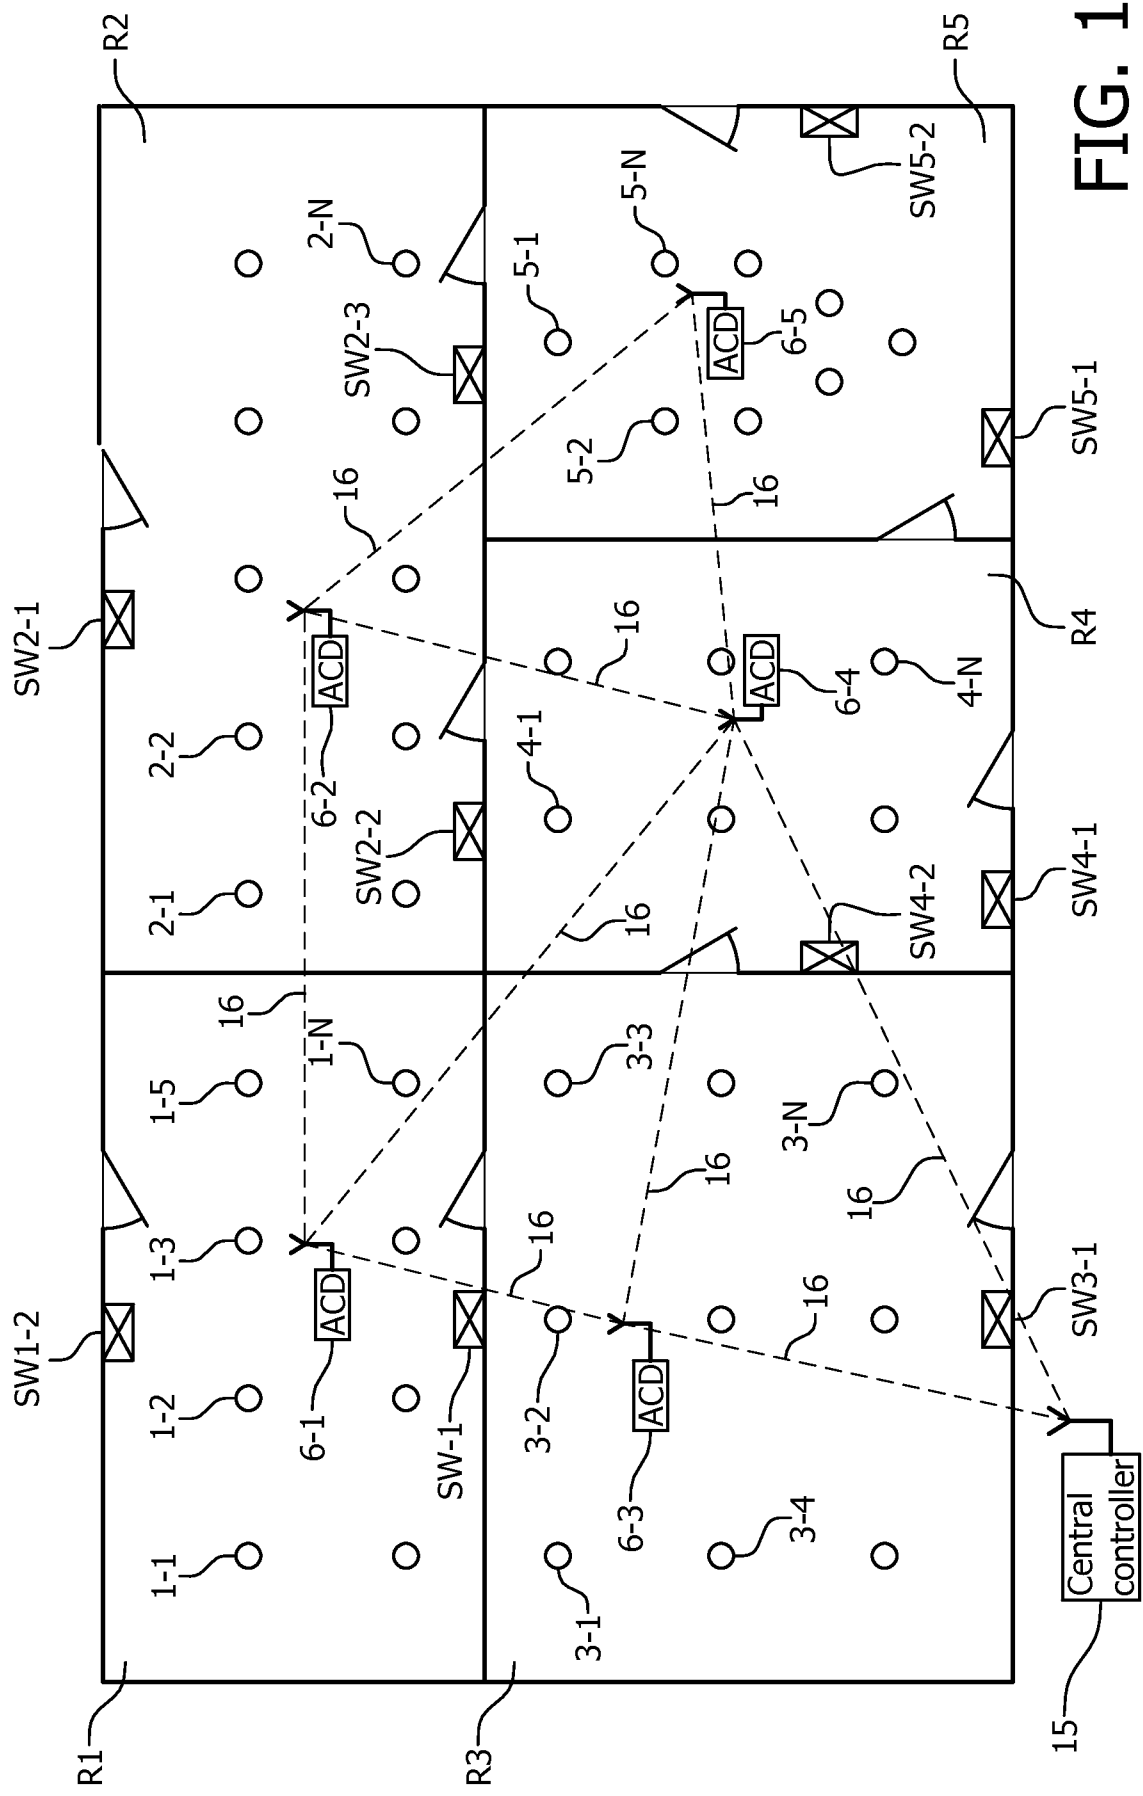 SW1-2
SW2-1
R1
1-1
1-2
1-3
1-5
2-1
2-2
R2
16
6-1
ACD
1-N
6-2
ACD
16
2-N
SW-1
SW2-2
SW2-3
R3
3-1
3-2
16
3-3
4-1
16
16
5-2
5-1
5-N
6-3
ACD
16
3-4
ACD
6-4
16
ACD
6-5
16
3-N
16
SW4-2
4-N
SW5-2
R4
R5
15
Central
controller
SW3-1
SW4-1
SW5-1
FIG. 1